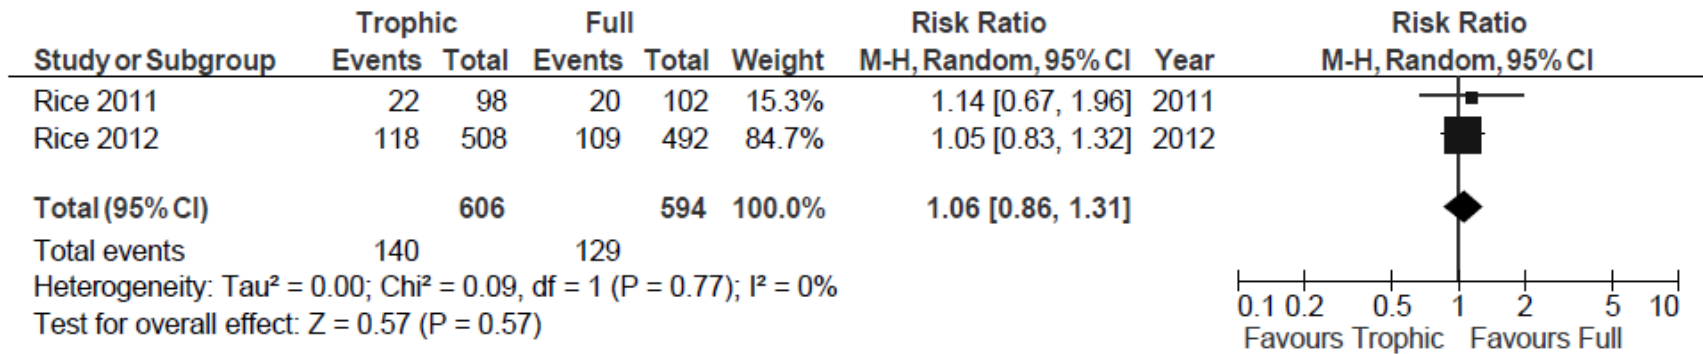 Trophic Full Risk Ratio Risk Ratio
Study or Subgroup Events Total Events Total Weight M-H, Random, 95% CI Year M-H, Random, 95% CI
Rice 2011 22 98 20 102 15.3% 1.14 [0.67, 1.96] 2011
Rice 2012 118 508 109 492 84.7% 1.05 [0.83, 1.32] 2012
Total (95% CI) 606 594 100.0% 1.06 [0.86, 1.31]
Total events 140 129
Heterogeneity: Tau² = 0.00; Chi² = 0.09, df = 1 (P = 0.77); I² = 0%
Test for overall effect: Z = 0.57 (P = 0.57)
0.1 0.2 0.5 1 2 5 10
Favours Trophic Favours Full